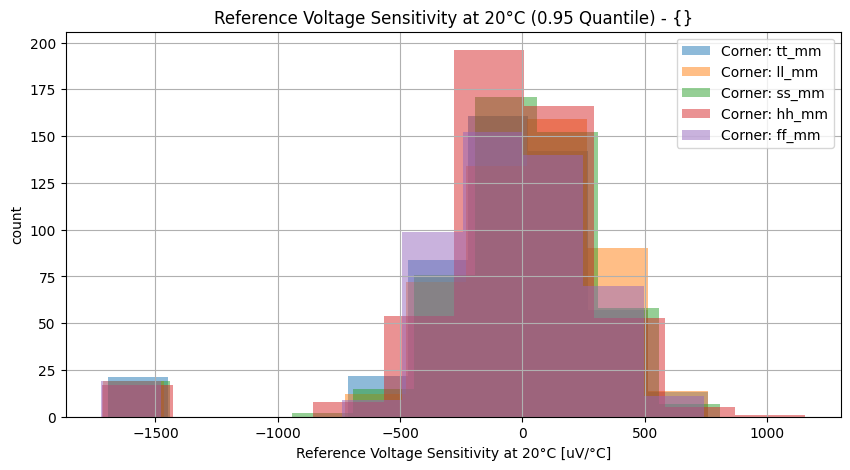 Reference Voltage Sensitivity at 20°C (0.95 Quantile) - {}
200
175
150
125
100
75
50
25
0
count
Corner: tt_mm
Corner: ll_mm
Corner: ss_mm
Corner: hh_mm
Corner: ff_mm
−1500
−1000
−500
0
500
1000
Reference Voltage Sensitivity at 20°C [uV/°C]